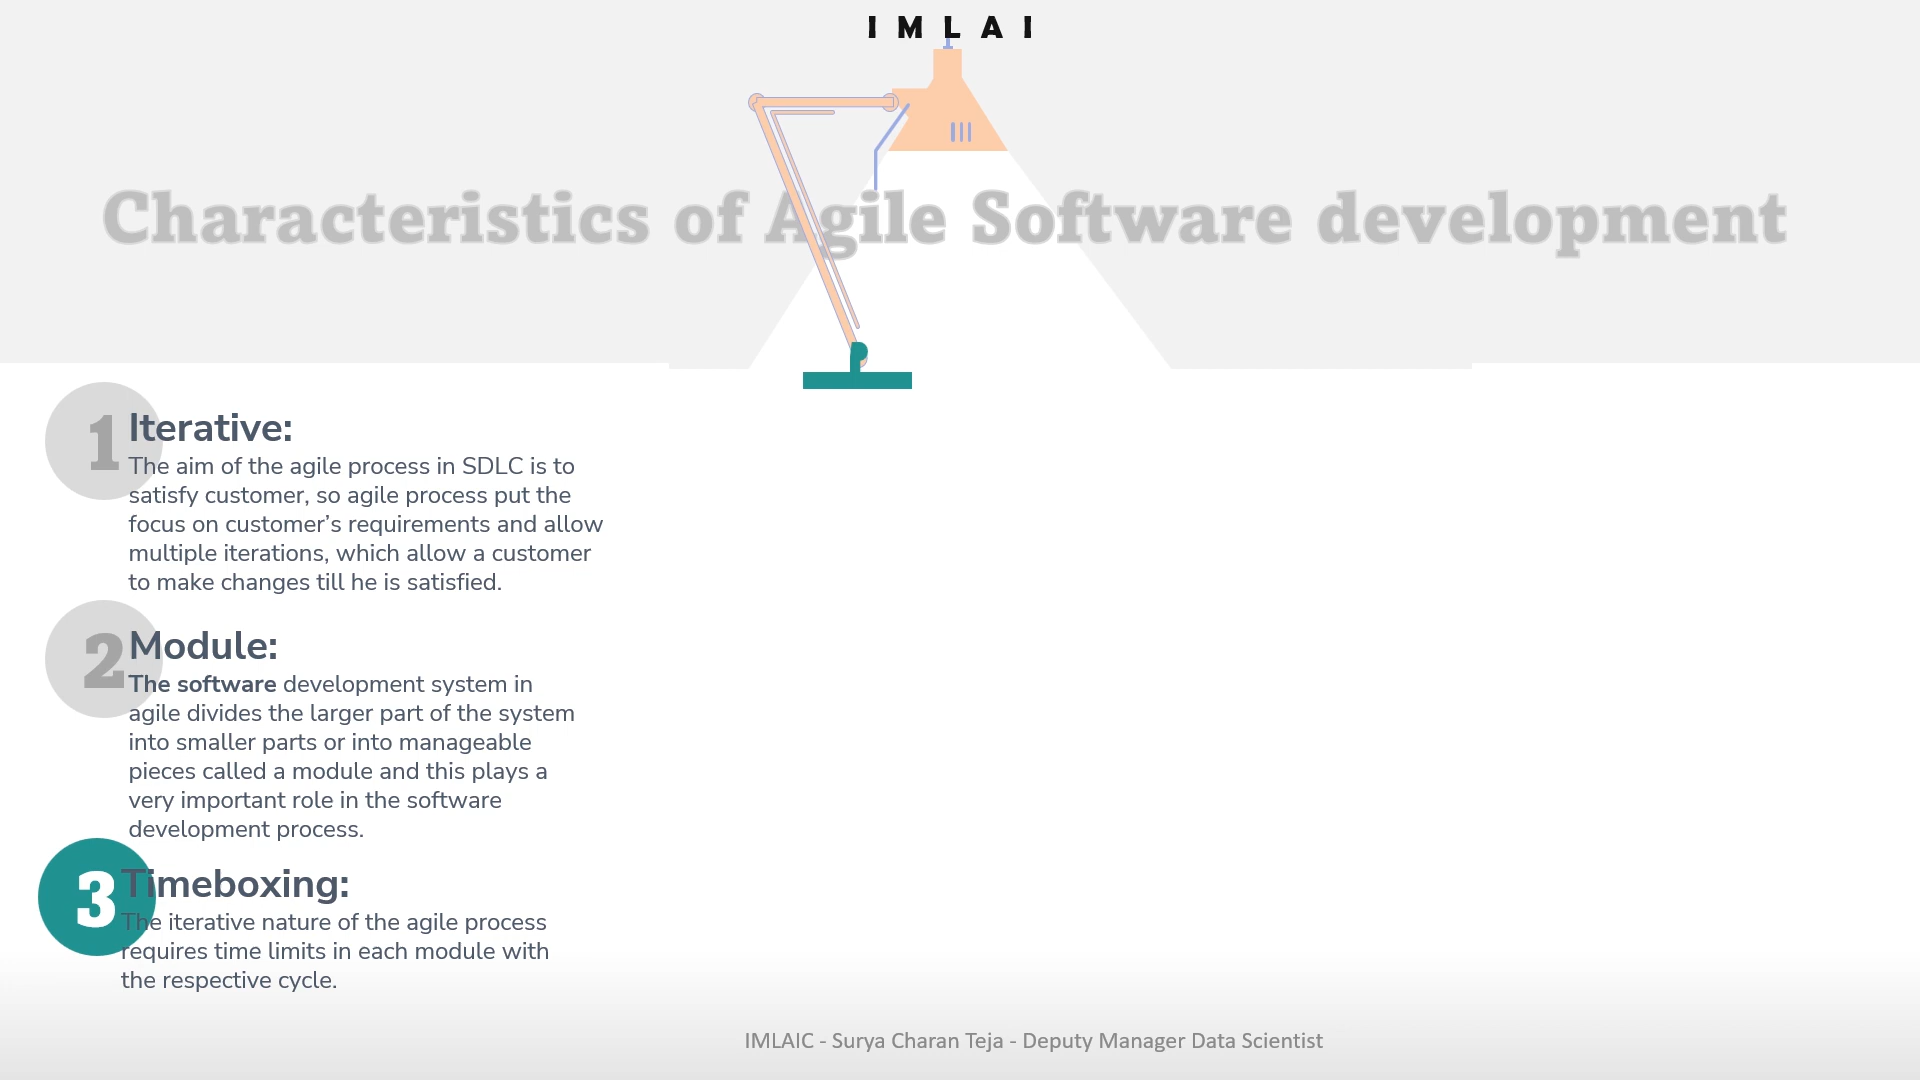 IMLAI
Characteristics of Agile Software development
1
Iterative:
The aim of the agile process in SDLC is to
satisfy customer, so agile process put the
focus on customer’s requirements and allow
multiple iterations, which allow a customer
to make changes till he is satisfied.
2
Module:
The software development system in
agile divides the larger part of the system
into smaller parts or into manageable
pieces called a module and this plays a
very important role in the software
development process.
3
Timeboxing:
The iterative nature of the agile process
requires time limits in each module with
the respective cycle.
IMLAIC - Surya Charan Teja - Deputy Manager Data Scientist